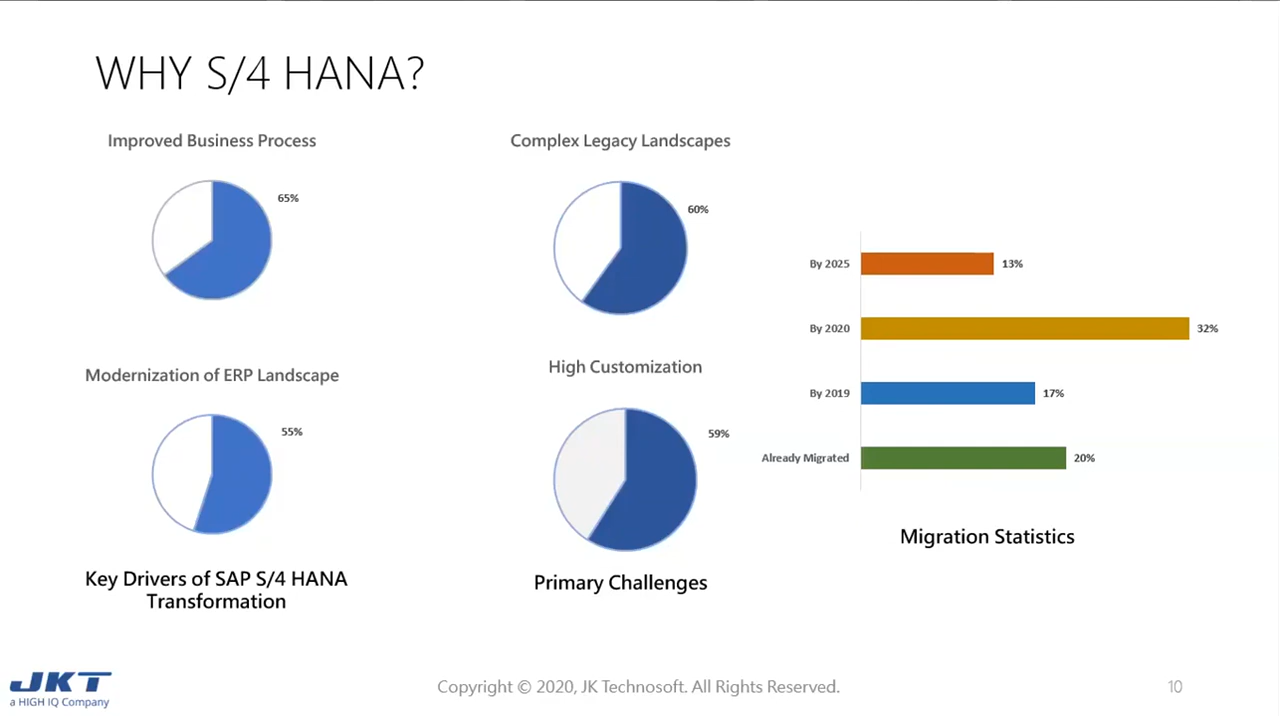 WHY S/4 HANA?
Improved Business Process
65%
Modernization of ERP Landscape
55%
Key Drivers of SAP S/4 HANA
Transformation
Complex Legacy Landscapes
60%
High Customization
59%
Primary Challenges
By 2025
13%
By 2020
32%
By 2019
17%
Already Migrated
20%
Migration Statistics
JKT
a HIGH IQ Company
Copyright © 2020, JK Technosoft. All Rights Reserved.
10